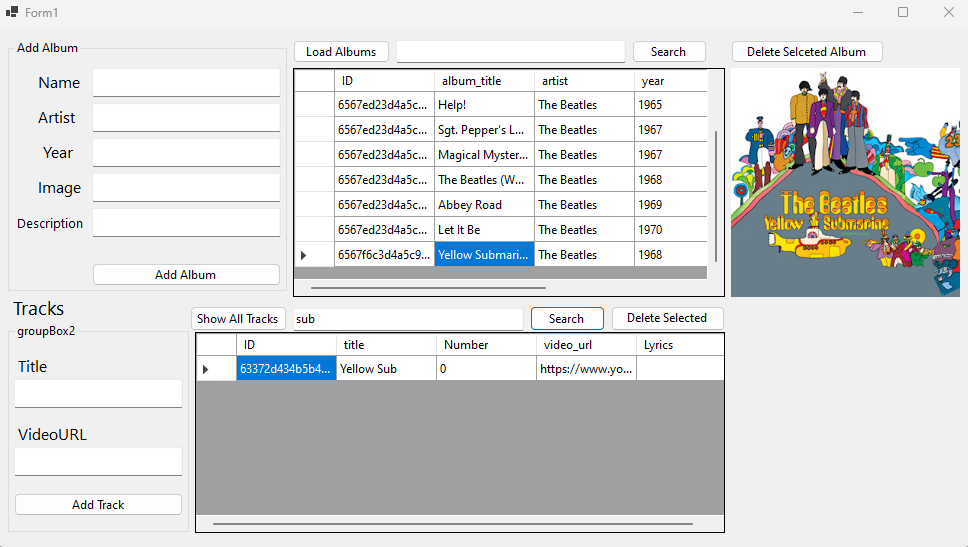 Form1
Add Album
Name
Artist
Year
Image
Description
Add Album
Load Albums
Search
Delete Selceted Album
ID album_title artist year
6567ed23d4a5c... Help! The Beatles 1965
6567ed23d4a5c... Sgt. Pepper's L... The Beatles 1967
6567ed23d4a5c... Magical Myster... The Beatles 1967
6567ed23d4a5c... The Beatles (W... The Beatles 1968
6567ed23d4a5c... Abbey Road The Beatles 1969
6567ed23d4a5c... Let It Be The Beatles 1970
6567f6c3d4a5c9... Yellow Submari... The Beatles 1968
The Beatles
Yellow Submarine
Tracks
groupBox2
Title
VideoURL
Add Track
Show All Tracks
sub
Search
Delete Selected
ID title Number video_url Lyrics
63372d434b5b4... Yellow Sub 0 https://www.yo...